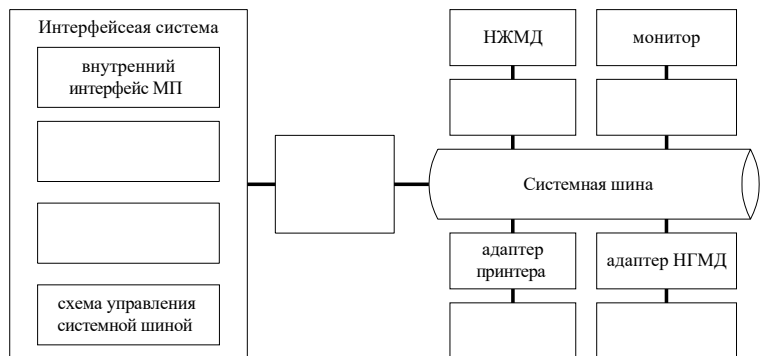 Интерфейсеая система
внутренний
интерфейс МП
схема управления
системной шиной
НЖМД
монитор
Системная шина
адаптер
принтера
адаптер НГМД